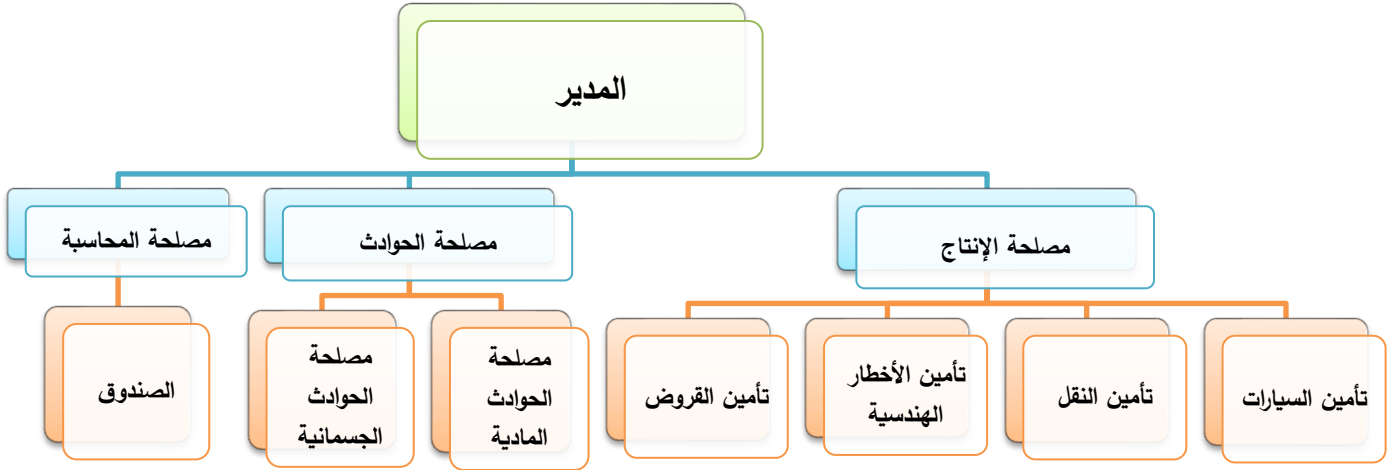 المدير
مصلحة الإنتاج
مصلحة الحوادث
مصلحة المحاسبة
تأمين السيارات
تأمين النقل
تأمين الأخطار
الهندسية
تأمين القروض
مصلحة
الحوادث
المادية
مصلحة
الحوادث
الجسمانية
الصندوق